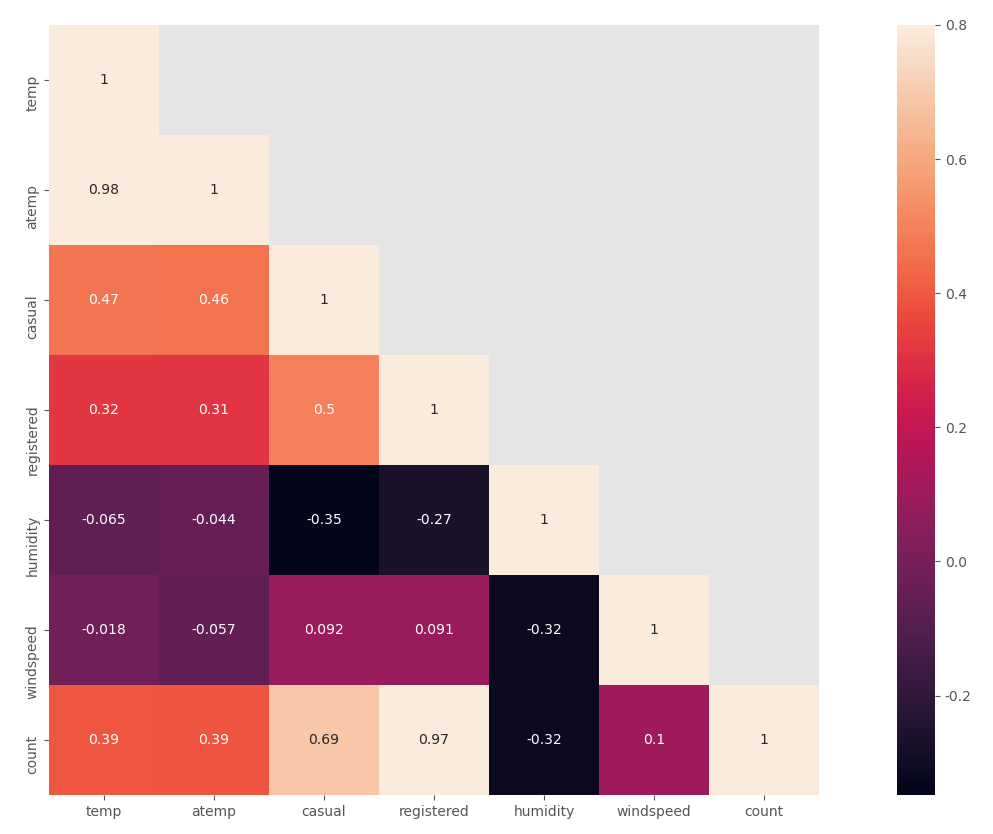 temp 1
atemp 0.98 1
casual 0.47 0.46 1
registered 0.32 0.31 0.5 1
humidity -0.065 -0.044 -0.35 -0.27 1
windspeed -0.018 -0.057 0.092 0.091 -0.32 1
count 0.39 0.39 0.69 0.97 -0.32 0.1 1
temp atemp casual registered humidity windspeed count
0.8
0.6
0.4
0.2
0.0
-0.2